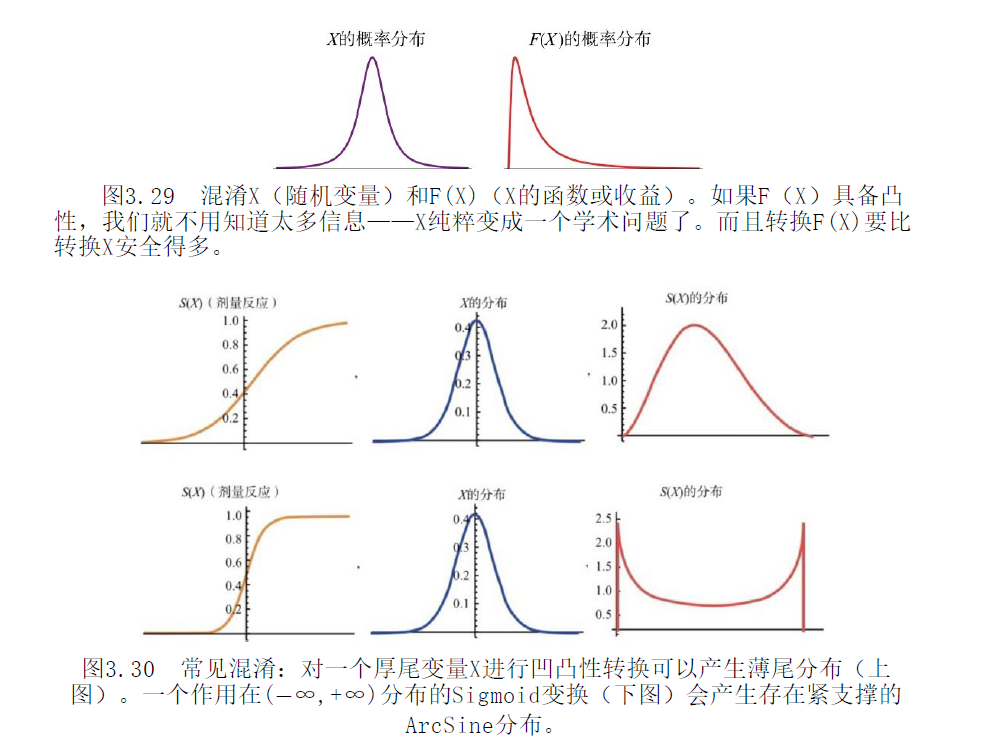 X的概率分布
F(X)的概率分布
图3.29 混淆X（随机变量）和F(X)（X的函数或收益）。如果F（X）具备凸
性，我们就不用知道太多信息——X纯粹变成一个学术问题了。而且转换F(X)要比
转换X安全得多。
S(X)（剂量反应）
1.0
0.8
0.6
0.4
0.2
X的分布
0.4
0.3
0.2
0.1
S(X)的分布
2.0
1.5
1.0
0.5
S(X)（剂量反应）
1.0
0.8
0.6
0.4
0.2
X的分布
0.4
0.3
0.2
0.1
S(X)的分布
2.5
2.0
1.5
1.0
0.5
图3.30 常见混淆：对一个厚尾变量X进行凹凸性转换可以产生薄尾分布（上
图）。一个作用在(−∞,+∞)分布的Sigmoid变换（下图）会产生存在紧支撑的
ArcSine分布。